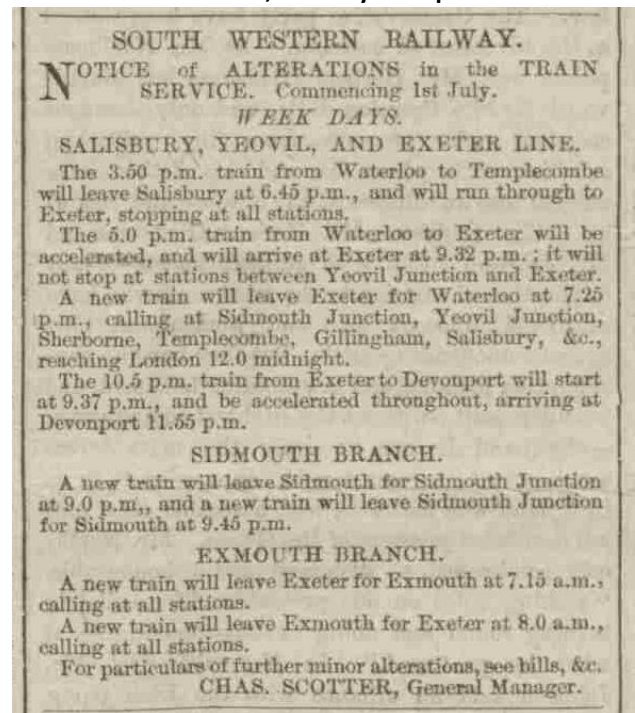 SOUTH WESTERN RAILWAY.
NOTICE of ALTERATIONS in the TRAIN
SERVICE. Commencing 1st July.
WEEK DAYS.
SALISBURY, YEOVIL, AND EXETER LINE.
The 3.50 p.m. train from Waterloo to Templecombe
will leave Salisbury at 6.45 p.m., and will run through to
Exeter, stopping at all stations.
The 5.0 p.m. train from Waterloo to Exeter will be
accelerated, and will arrive at Exeter at 9.32 p.m. ; it will
not stop at stations between Yeovil Junction and Exeter.
A new train will leave Exeter for Waterloo at 7.25
p.m., calling at Sidmouth Junction, Yeovil Junction,
Sherborne, Templecombe, Gillingham, Salisbury, &c.,
reaching London 12.0 midnight.
The 10.5 p.m. train from Exeter to Devonport will start
at 9.37 p.m., and be accelerated throughout, arriving at
Devonport 11.55 p.m.
SIDMOUTH BRANCH.
A new train will leave Sidmouth for Sidmouth Junction
at 9.0 p.m,, and a new train will leave Sidmouth Junction
for Sidmouth at 9.45 p.m.
EXMOUTH BRANCH.
A new train will leave Exeter for Exmouth at 7.15 a.m.,
calling at all stations.
A new train will leave Exmouth for Exeter at 8.0 a.m.,
calling at all stations.
For particulars of further minor alterations, see bills, &c.
CHAS. SCOTTER, General Manager.